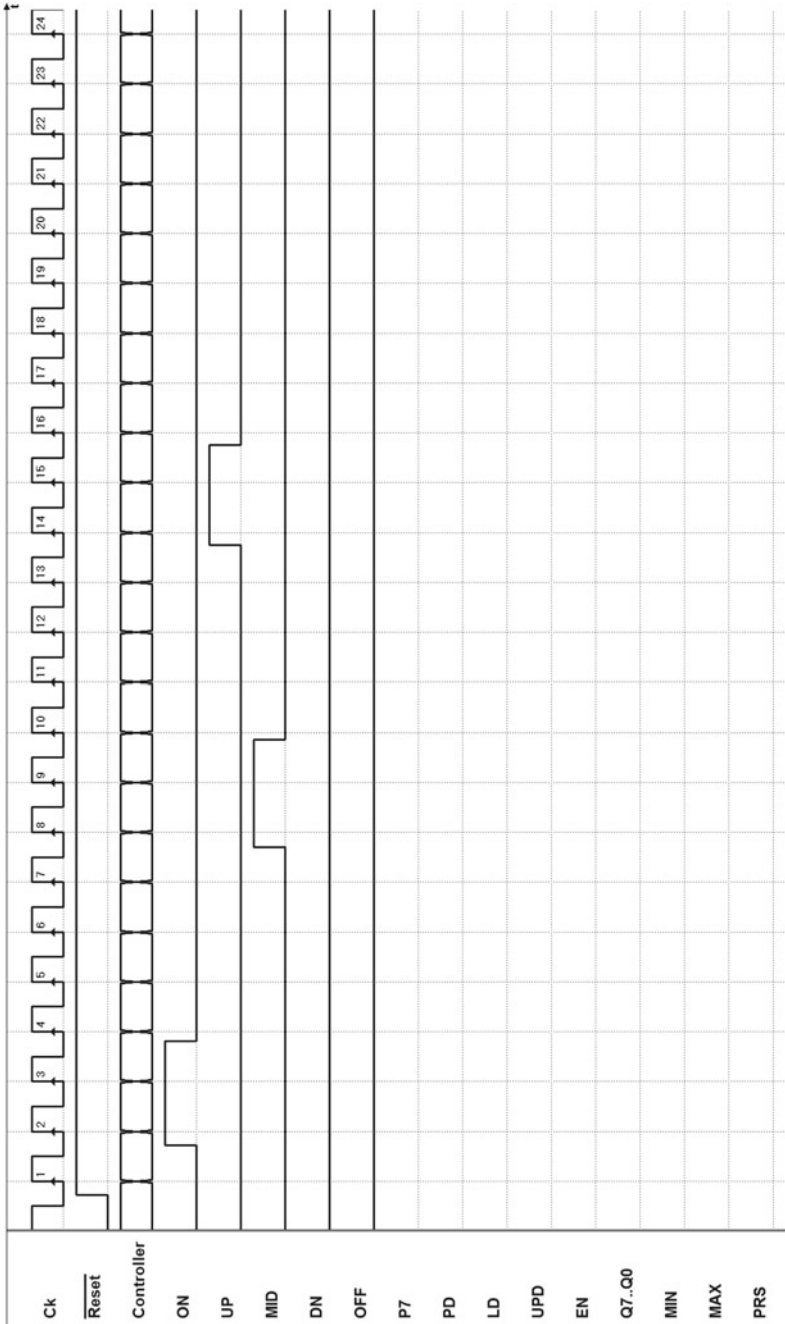 t
Ck 1 2 3 4 5 6 7 8 9 10 11 12 13 14 15 16 17 18 19 20 21 22 23 24
Reset
Controller
ON
UP
MID
DN
OFF
P7
PD
LD
UPD
EN
Q7..Q0
MIN
MAX
PRS